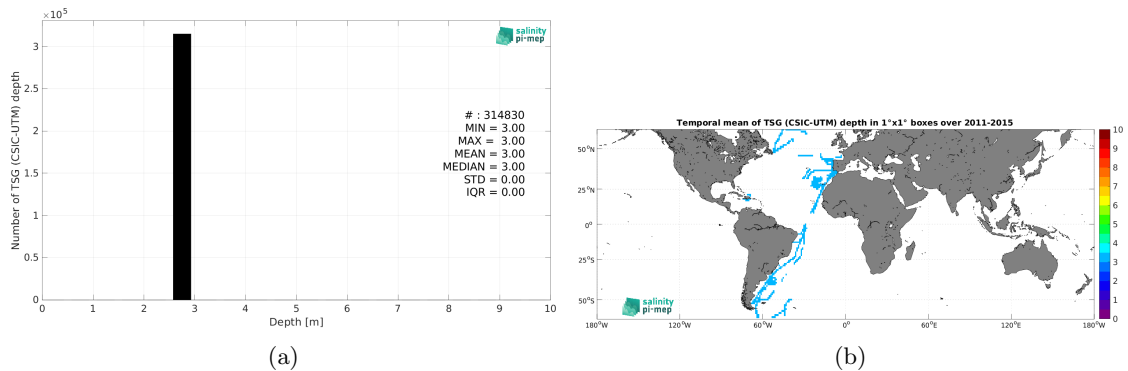 ×10⁵
3
2.5
2
1.5
1
0.5
0
0 1 2 3 4 5 6 7 8 9 10
Number of TSG (CSIC-UTM) depth
Depth [m]
salinity
pi-mep
# : 314830
MIN = 3.00
MAX = 3.00
MEAN = 3.00
MEDIAN = 3.00
STD = 0.00
IQR = 0.00
(a)
Temporal mean of TSG (CSIC-UTM) depth in 1°x1° boxes over 2011-2015
50°N
25°N
0°
25°S
50°S
180°W 120°W 60°W 0°W 60°E 120°E 180°W
salinity
pi-mep
10
9
8
7
6
5
4
3
2
1
0
(b)